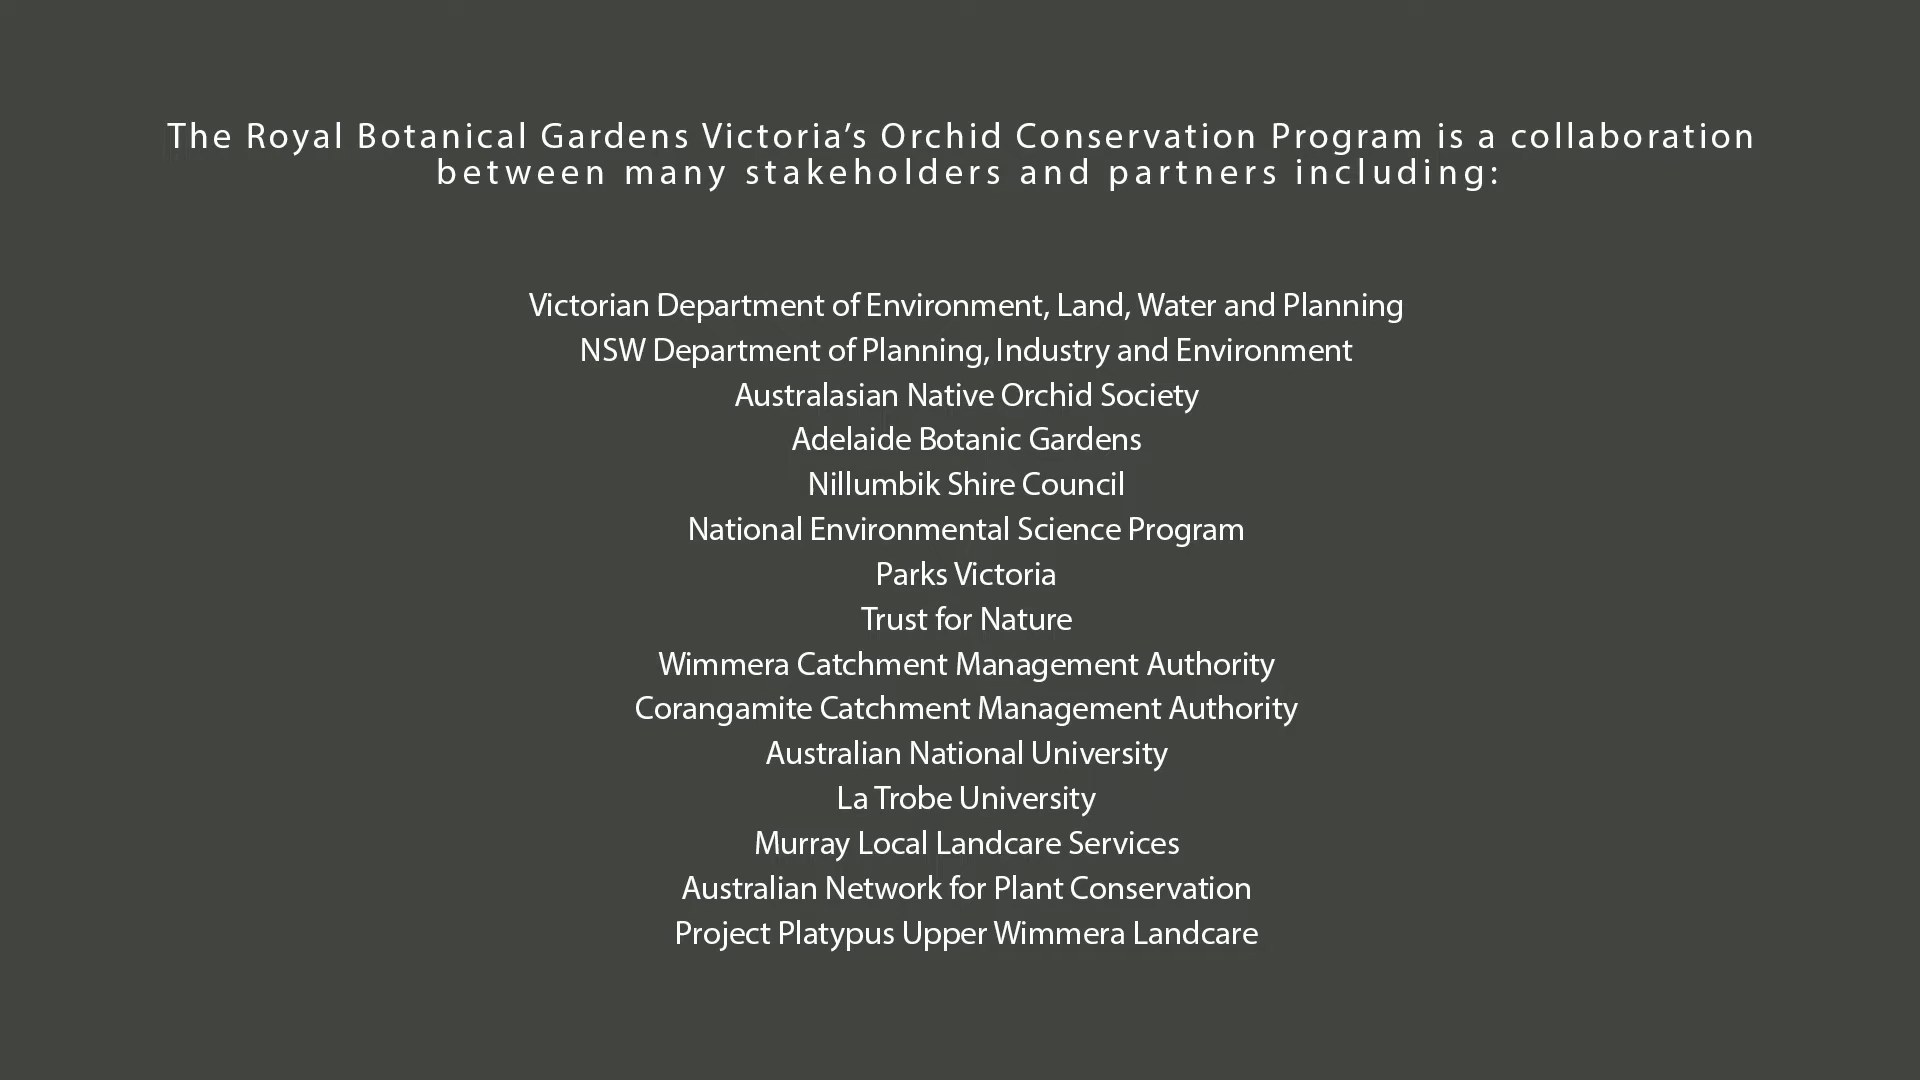 The Royal Botanical Gardens Victoria’s Orchid Conservation Program is a collaboration
between many stakeholders and partners including:
Victorian Department of Environment, Land, Water and Planning
NSW Department of Planning, Industry and Environment
Australasian Native Orchid Society
Adelaide Botanic Gardens
Nillumbik Shire Council
National Environmental Science Program
Parks Victoria
Trust for Nature
Wimmera Catchment Management Authority
Corangamite Catchment Management Authority
Australian National University
La Trobe University
Murray Local Landcare Services
Australian Network for Plant Conservation
Project Platypus Upper Wimmera Landcare